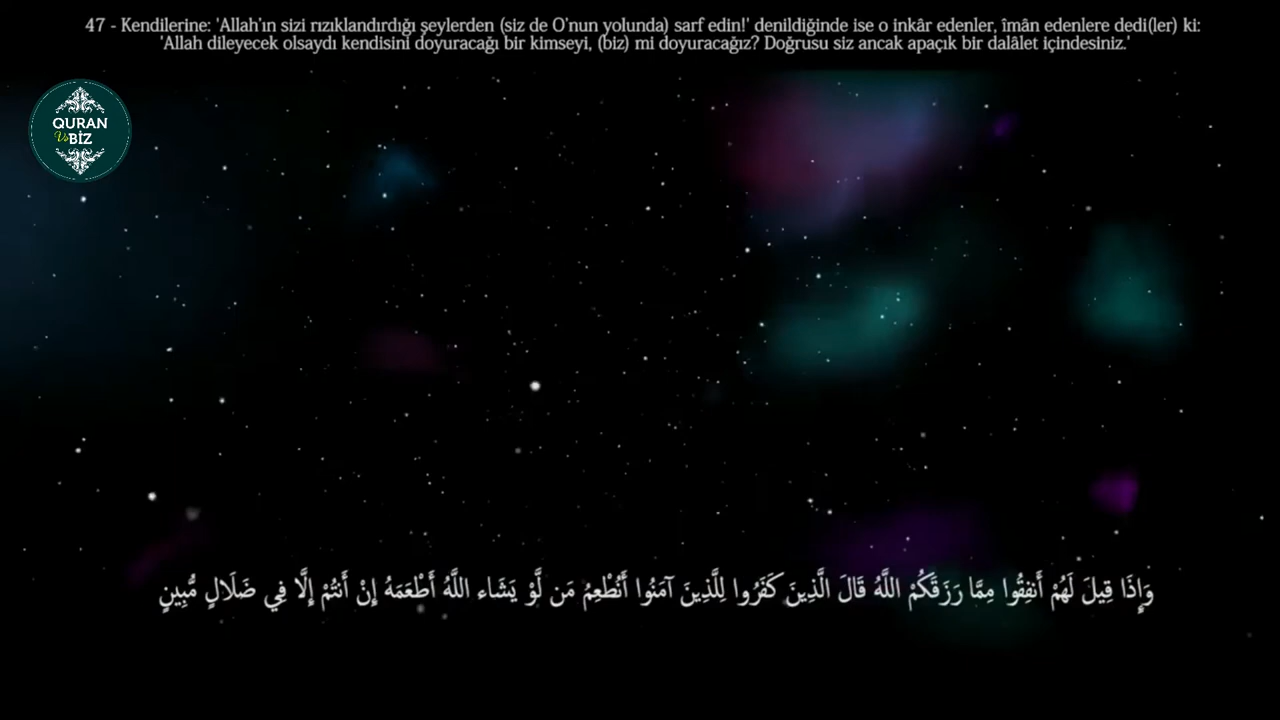 47 - Kendilerine: 'Allah'ın sizi rızıklandırdığı şeylerden (siz de O'nun yolunda) sarf edin!' denildiğinde ise o inkâr edenler, îmân edenlere dedi(ler) ki:
'Allah dileyecek olsaydı kendisini doyuracağı bir kimseyi, (biz) mi doyuracağız? Doğrusu siz ancak apaçık bir dalâlet içindesiniz.'
QURAN
Ve BİZ
وَإِذَا قِيلَ لَهُمْ أَنفِقُوا مِمَّا رَزَقَكُمْ اللَّهُ قَالَ الَّذِينَ كَفَرُوا لِلَّذِينَ آمَنُوا أَنُطْعِمُ مَن لَّوْ يَشَاء اللَّهُ أَطْعَمَهُ إِنْ أَنتُمْ إِلَّا فِي ضَلَالٍ مُّبِينٍ